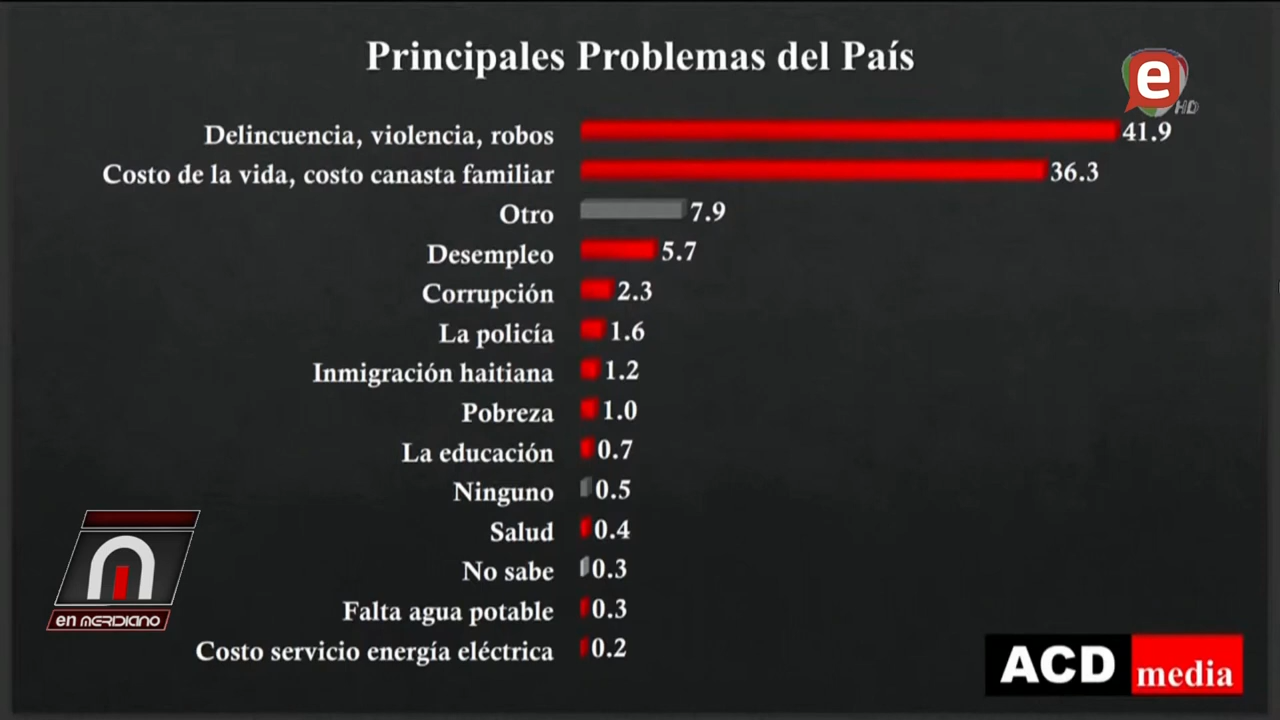 Principales Problemas del País
e
HD
Delincuencia, violencia, robos 41.9
Costo de la vida, costo canasta familiar 36.3
Otro 7.9
Desempleo 5.7
Corrupción 2.3
La policía 1.6
Inmigración haitiana 1.2
Pobreza 1.0
La educación 0.7
Ninguno 0.5
Salud 0.4
No sabe 0.3
Falta agua potable 0.3
Costo servicio energía eléctrica 0.2
en MERIDIANO
ACD media